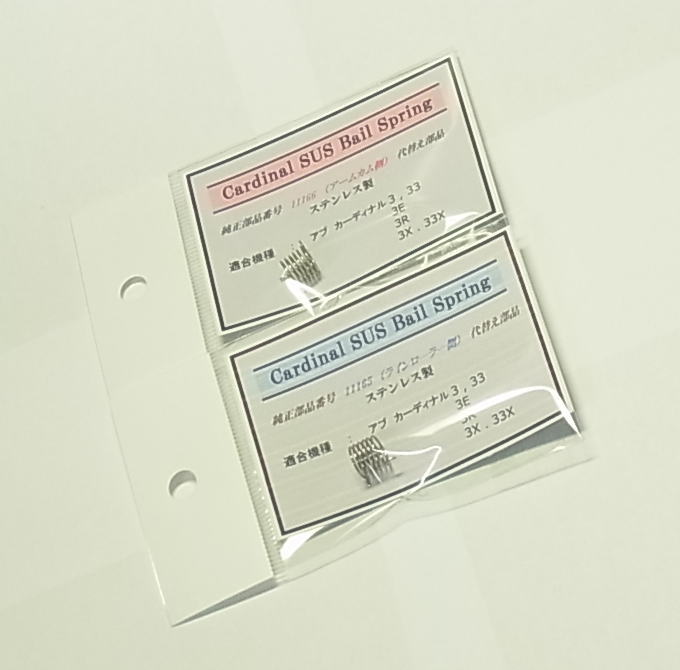 Cardinal SUS Bail Spring
純正部品番号 11166 (アームカム側) 代替え部品
ステンレス製
適合機種 アブ カーディナル 3 , 33
3E
3R
3X . 33X
Cardinal SUS Bail Spring
純正部品番号 11165 (ラインローラー側) 代替え部品
ステンレス製
適合機種 アブ カーディナル 3 , 33
3E
3R
3X . 33X